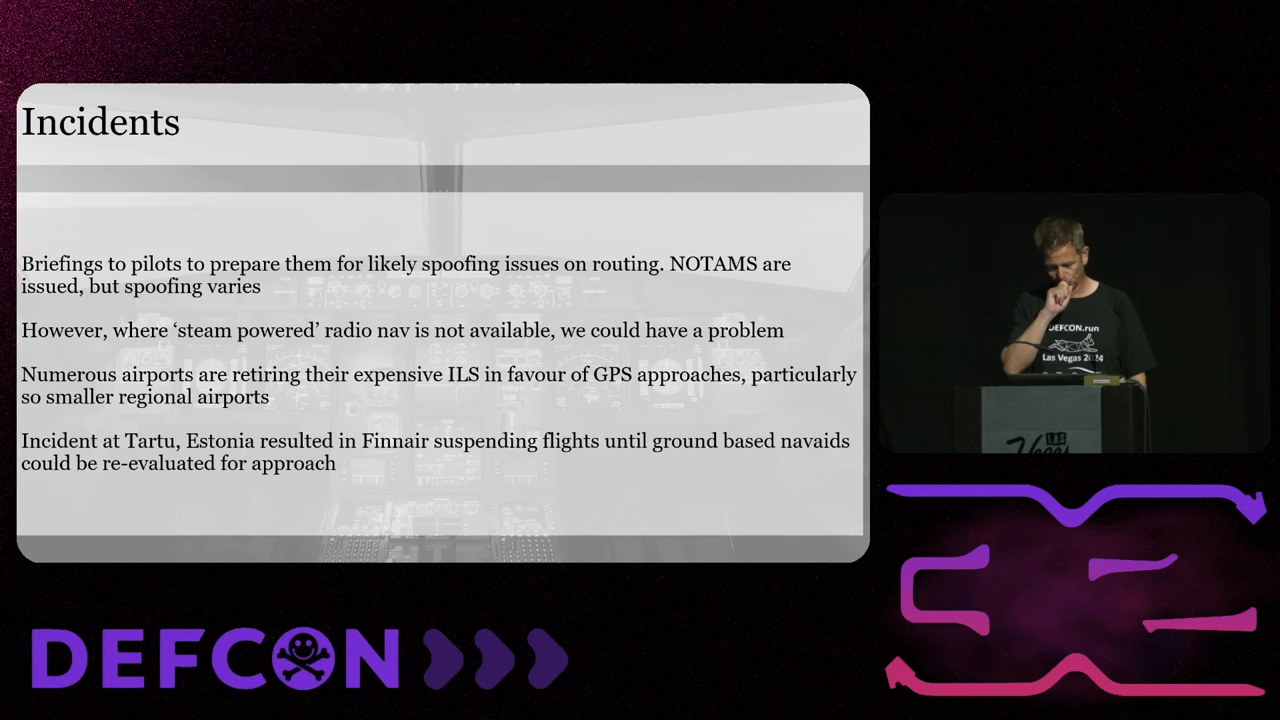 Incidents
Briefings to pilots to prepare them for likely spoofing issues on routing. NOTAMS are
issued, but spoofing varies
However, where ‘steam powered’ radio nav is not available, we could have a problem
Numerous airports are retiring their expensive ILS in favour of GPS approaches, particularly
so smaller regional airports
Incident at Tartu, Estonia resulted in Finnair suspending flights until ground based navaids
could be re-evaluated for approach
DEFCON.run
Las Vegas 2024
LAS
Vegas
DEFCON